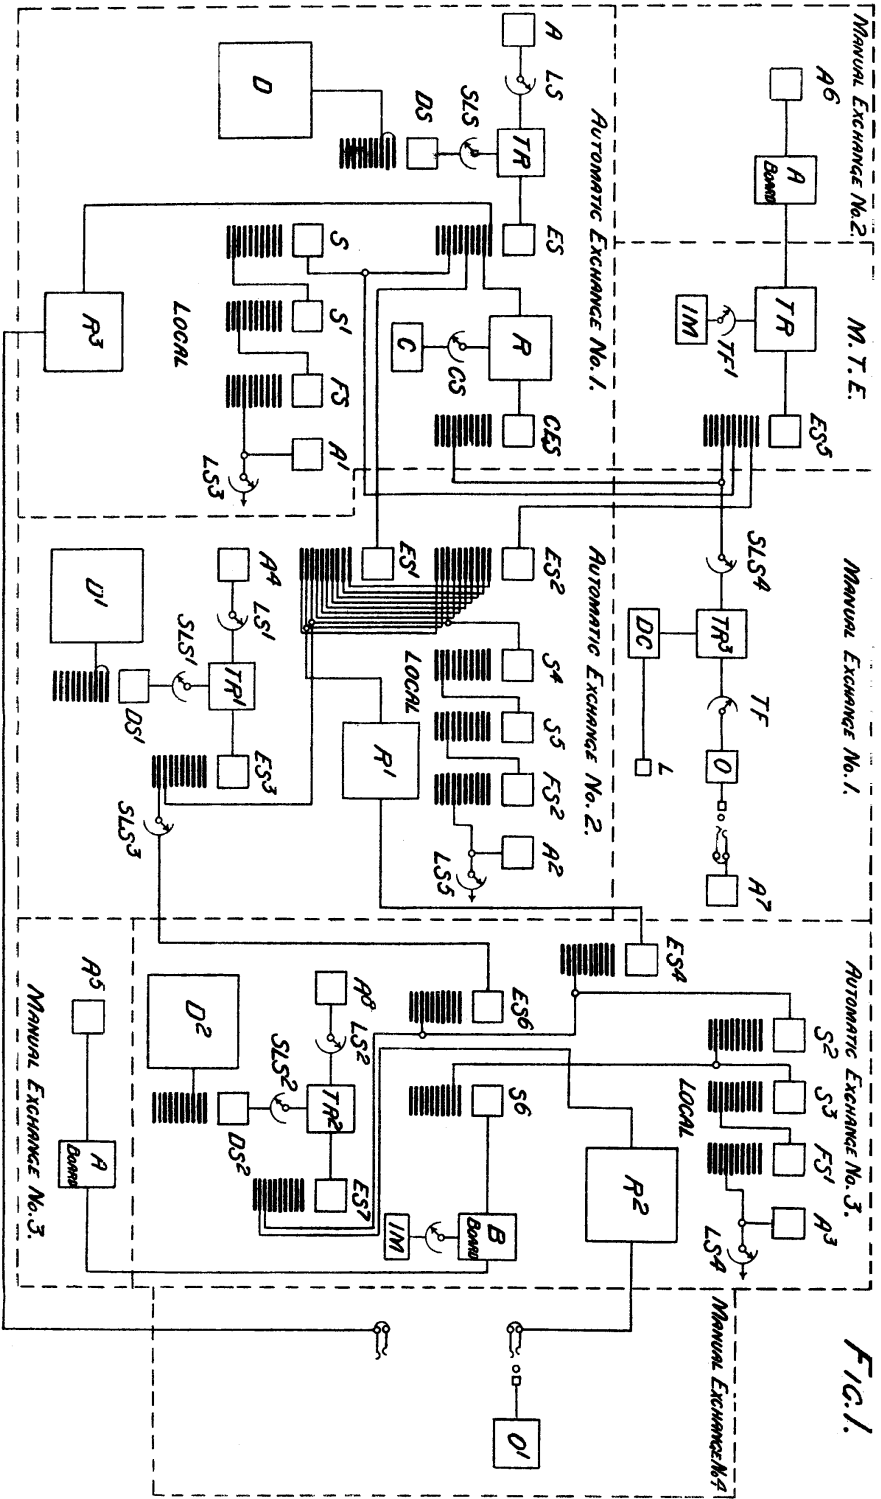 FIG. 1.
MANUAL EXCHANGE No. 2.
A6
A
BOARD
M. T. E.
TR
TF1
IM
ES5
MANUAL EXCHANGE No. 1.
SLS4
TR3
DC
L
TF
O
A7
AUTOMATIC EXCHANGE No. 1.
A
LS
TR
SLS
DS
D
ES
R
CS
C
CES
S
S1
FS
A1
LS3
LOCAL
R3
AUTOMATIC EXCHANGE No. 2.
ES2
ES1
S4
S5
FS2
A2
LS5
LOCAL
R1
A4
LS1
TR1
SLS1
DS1
D1
ES3
SLS3
AUTOMATIC EXCHANGE No. 3.
ES4
S2
S3
FS1
A3
LS4
LOCAL
R2
ES6
S6
B
BOARD
IM
A8
LS2
TR2
SLS2
DS2
D2
ES7
MANUAL EXCHANGE No. 3.
A5
A
BOARD
MANUAL EXCHANGE No 4
O1